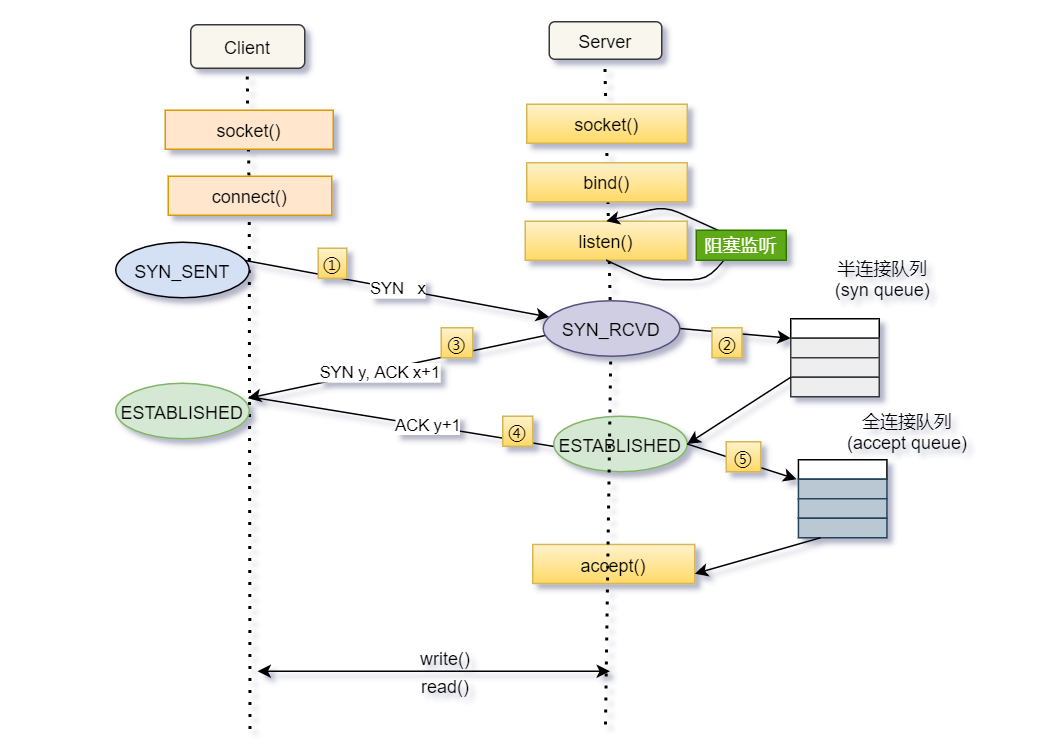 Client
Server
socket()
socket()
connect()
bind()
listen()
阻塞监听
SYN_SENT
①
SYN x
半连接队列
(syn queue)
SYN_RCVD
②
③
SYN y, ACK x+1
ESTABLISHED
ACK y+1
④
ESTABLISHED
⑤
全连接队列
(accept queue)
accept()
write()
read()